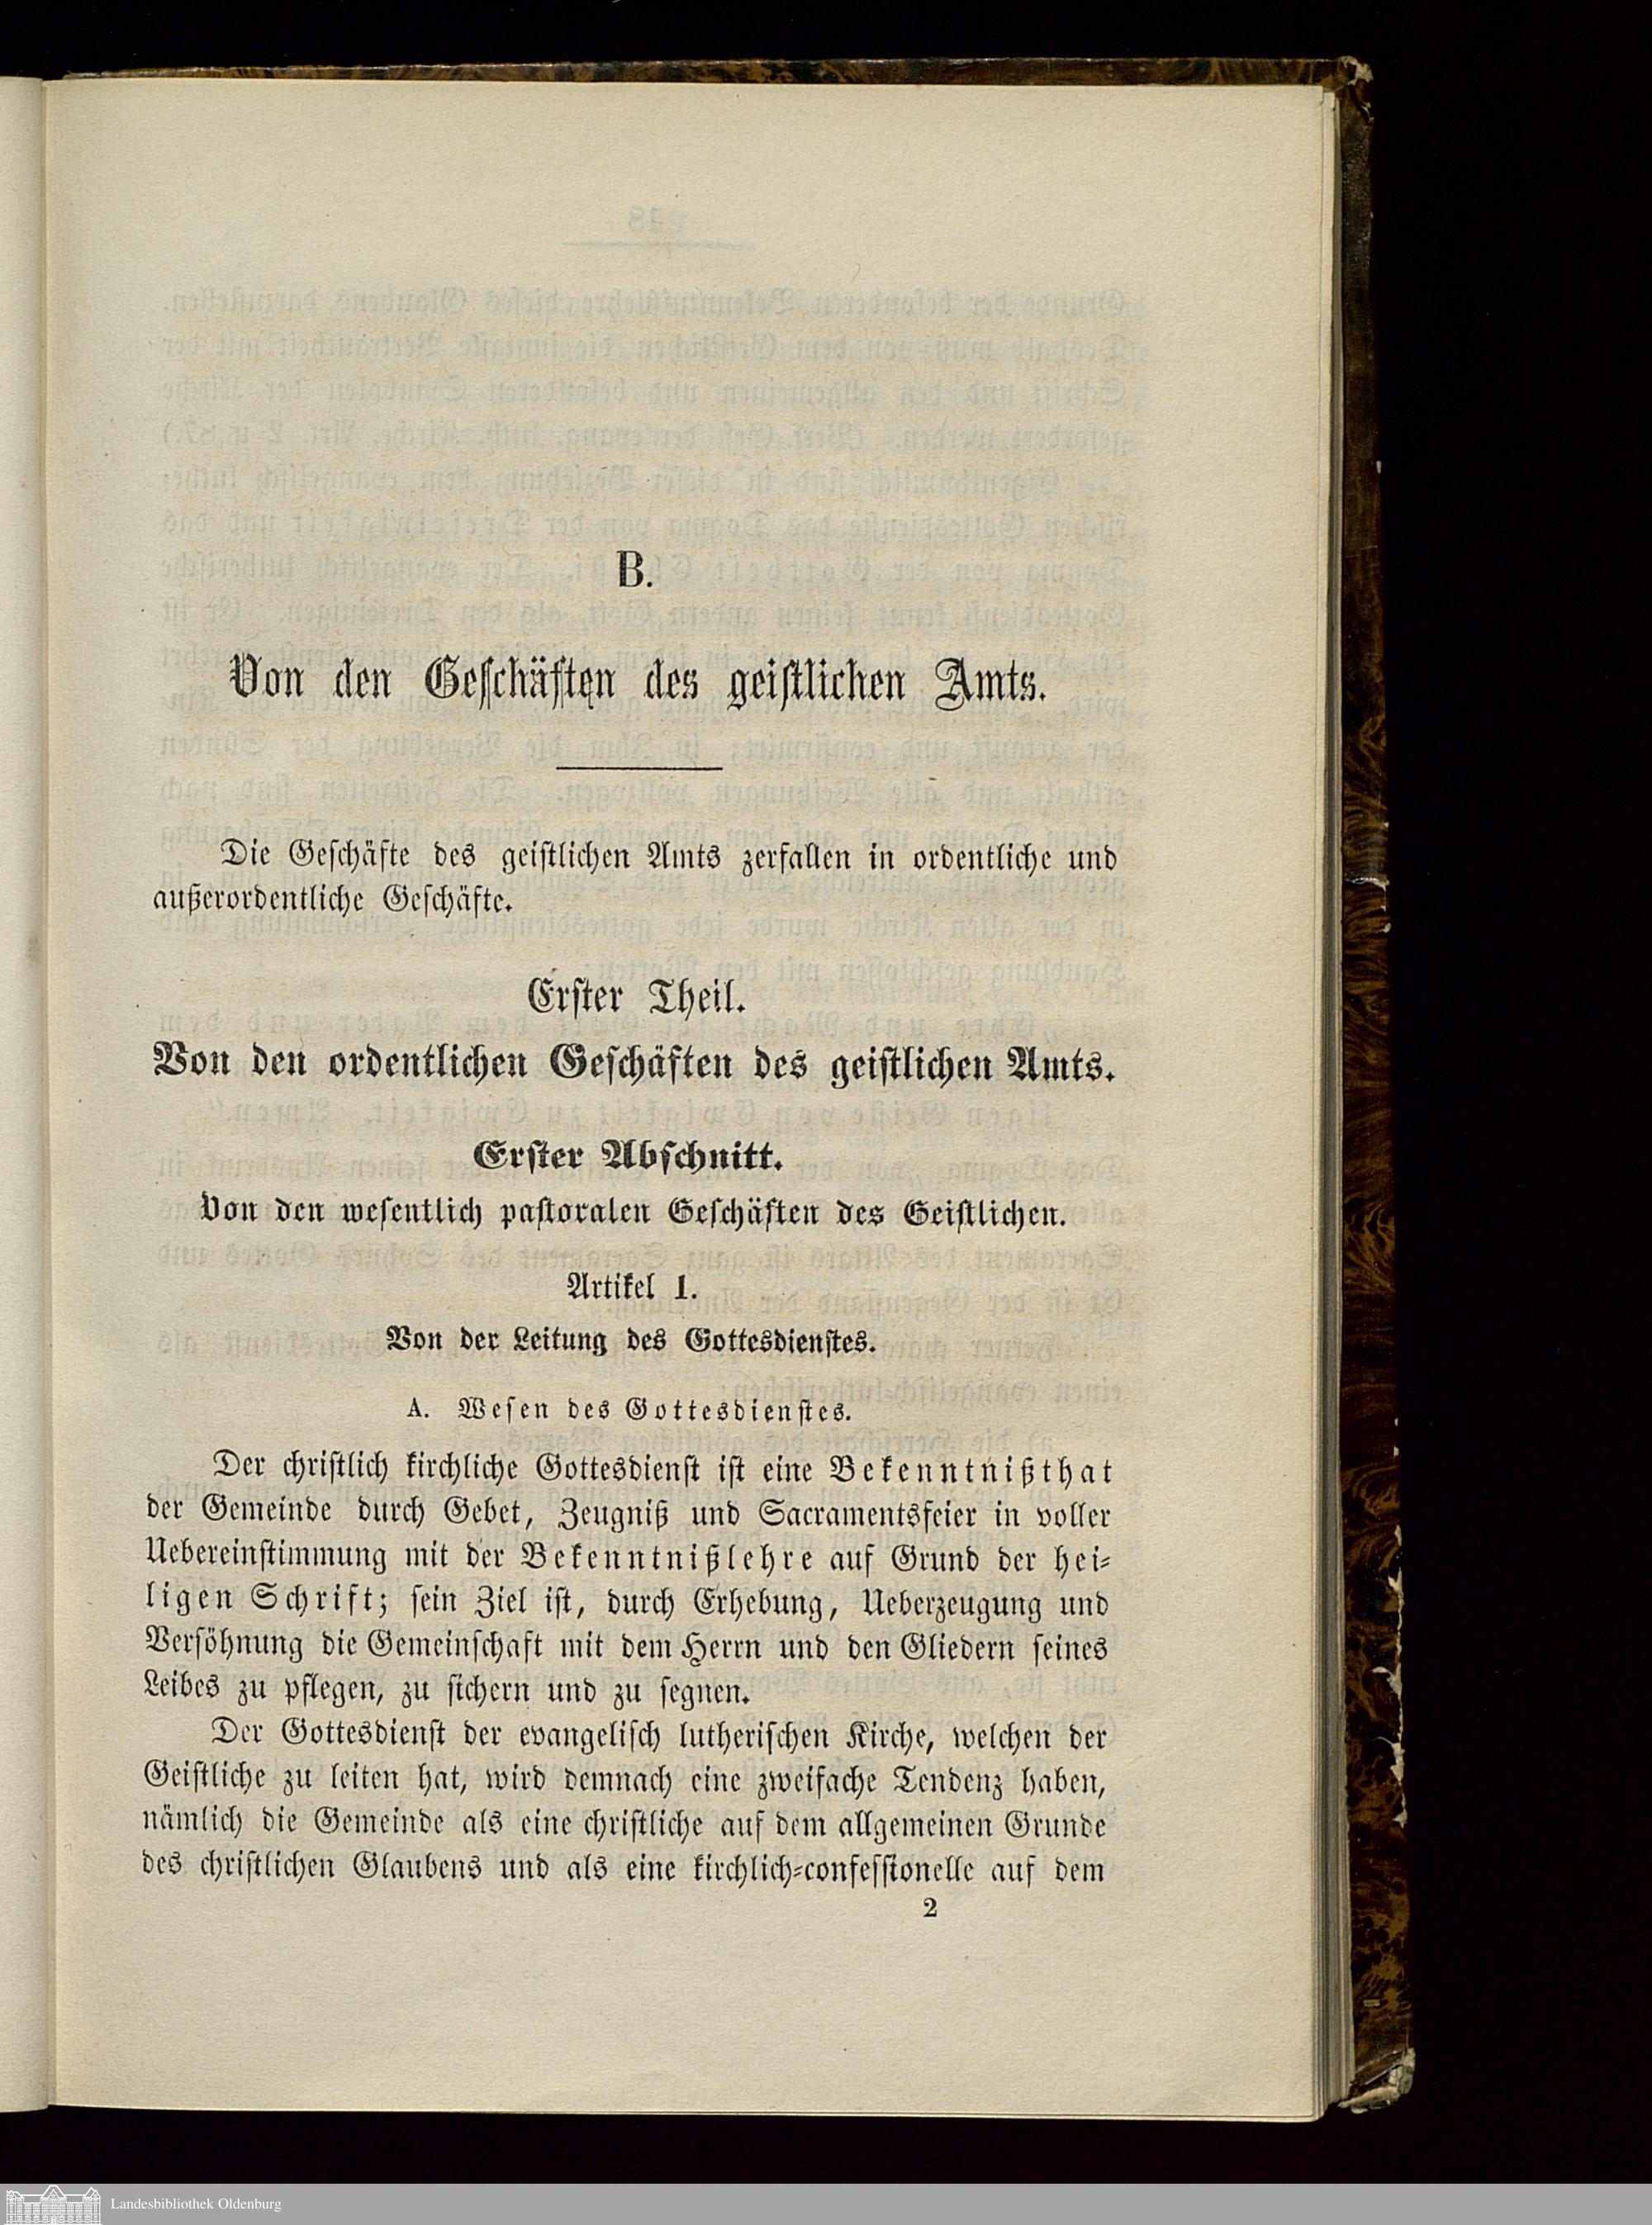 B.
Von den Geschäften des geistlichen Amts.
Die Geschäfte des geistlichen Amts zerfallen in ordentliche und
außerordentliche Geschäfte.
Erster Theil.
Von den ordentlichen Geschäften des geistlichen Amts.
Erster Abschnitt.
Von den wesentlich pastoralen Geschäften des Geistlichen.
Artikel 1.
Von der Leitung des Gottesdienstes.
A. Wesen des Gottesdienstes.
Der christlich kirchliche Gottesdienst ist eine Bekenntnißthat
der Gemeinde durch Gebet, Zeugniß und Sacramentsfeier in voller
Uebereinstimmung mit der Bekenntnißlehre auf Grund der hei-
ligen Schrift; sein Ziel ist, durch Erhebung, Ueberzeugung und
Versöhnung die Gemeinschaft mit dem Herrn und den Gliedern seines
Leibes zu pflegen, zu sichern und zu segnen.
Der Gottesdienst der evangelisch lutherischen Kirche, welchen der
Geistliche zu leiten hat, wird demnach eine zweifache Tendenz haben,
nämlich die Gemeinde als eine christliche auf dem allgemeinen Grunde
des christlichen Glaubens und als eine kirchlich-confessionelle auf dem
2
Landesbibliothek Oldenburg